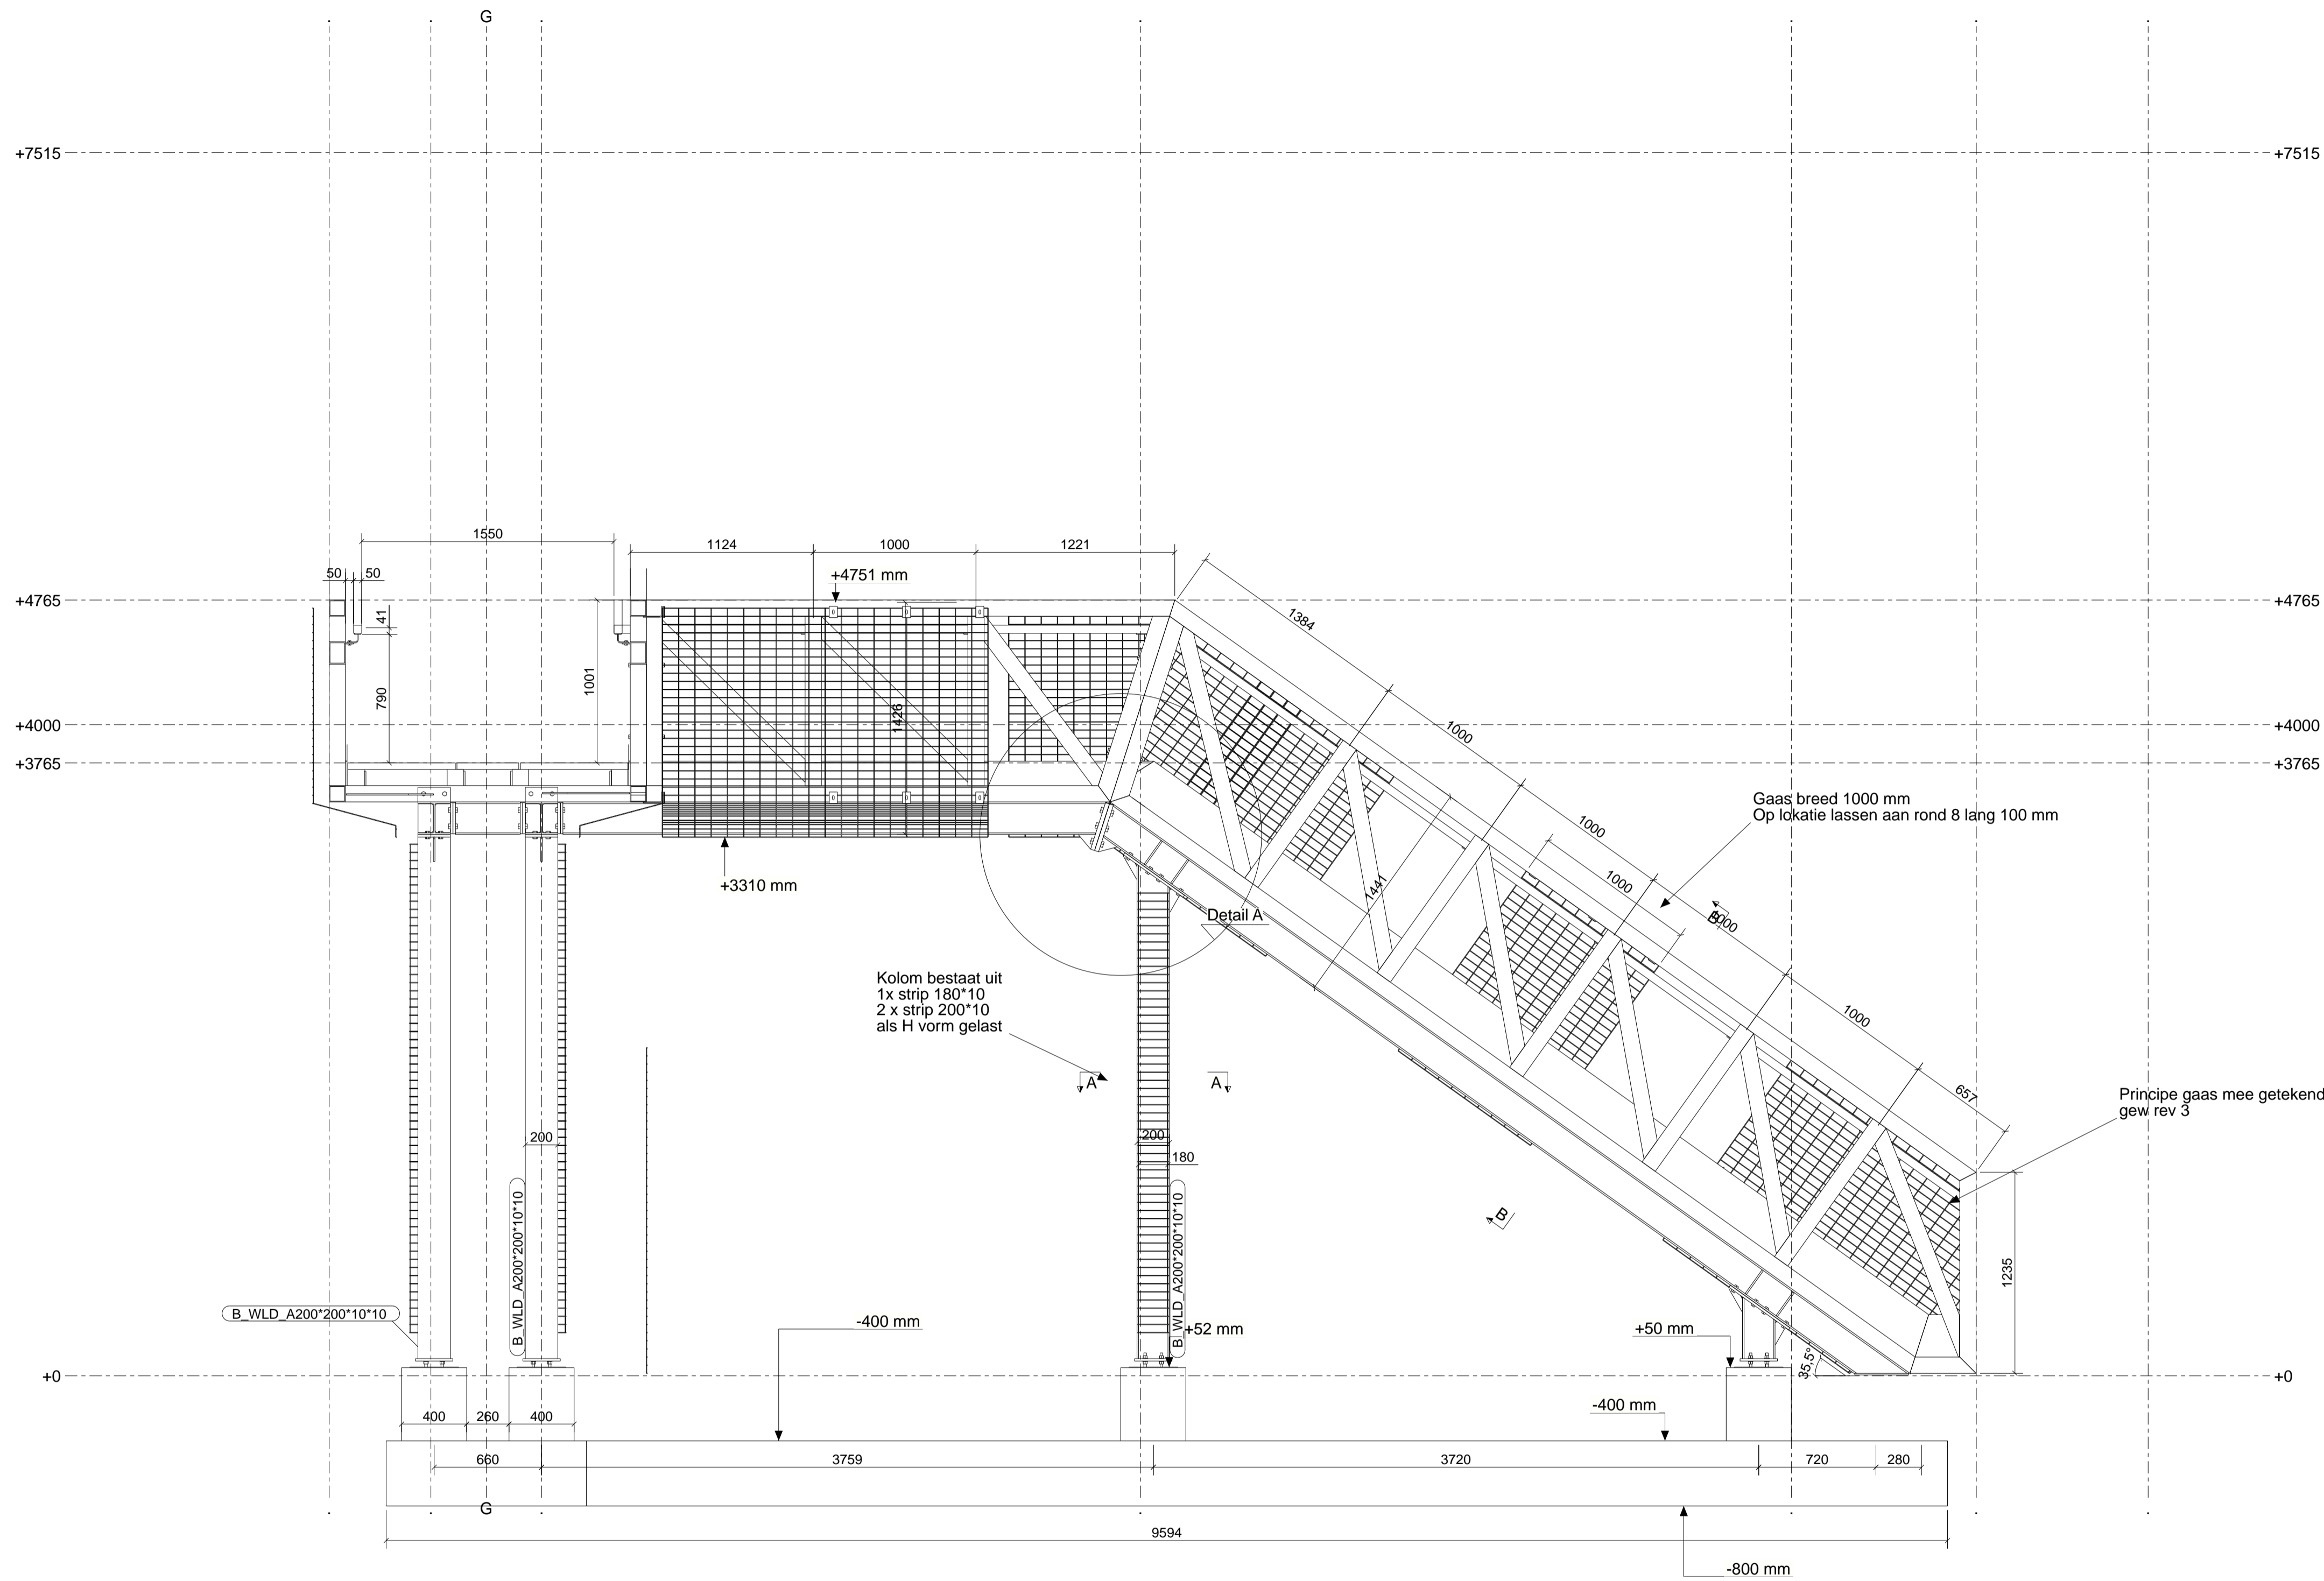 G
+7515
+7515
1550
1124
1000
1221
50
50
+4751 mm
+4765
+4765
41
1384
790
1001
1426
1000
+4000
+4000
+3765
+3765
Gaas breed 1000 mm
Op lokatie lassen aan rond 8 lang 100 mm
1000
+3310 mm
1441
1000
Detail A
B
1000
Kolom bestaat uit
1x strip 180*10
2 x strip 200*10
als H vorm gelast
1000
A
A
657
Principe gaas mee getekend
gew rev 3
200
200
180
B_WLD_A200*200*10*10
B_WLD_A200*200*10*10
B
1235
B_WLD_A200*200*10*10
-400 mm
+52 mm
+50 mm
35,5°
+0
+0
400
260
400
-400 mm
660
3759
3720
720
280
G
9594
-800 mm